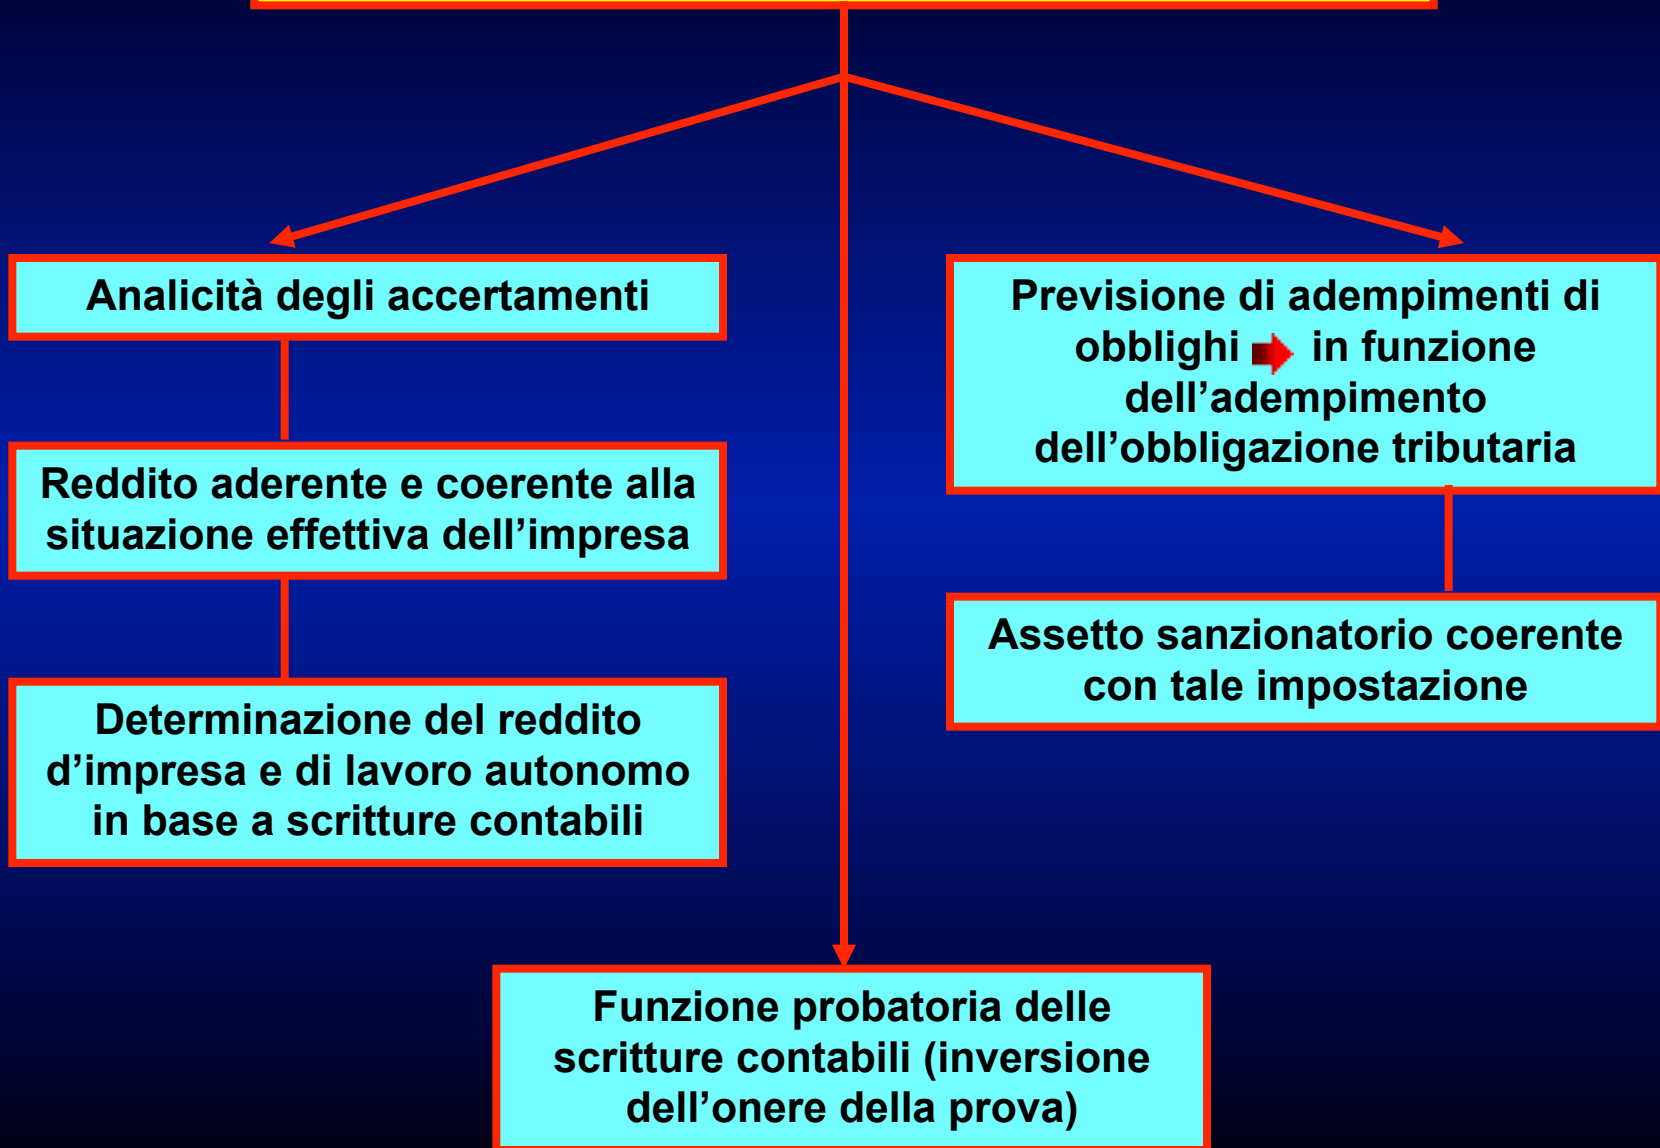 Analicità degli accertamenti
Reddito aderente e coerente alla
situazione effettiva dell’impresa
Determinazione del reddito
d’impresa e di lavoro autonomo
in base a scritture contabili
Previsione di adempimenti di
obblighi in funzione
dell’adempimento
dell’obbligazione tributaria
Assetto sanzionatorio coerente
con tale impostazione
Funzione probatoria delle
scritture contabili (inversione
dell’onere della prova)